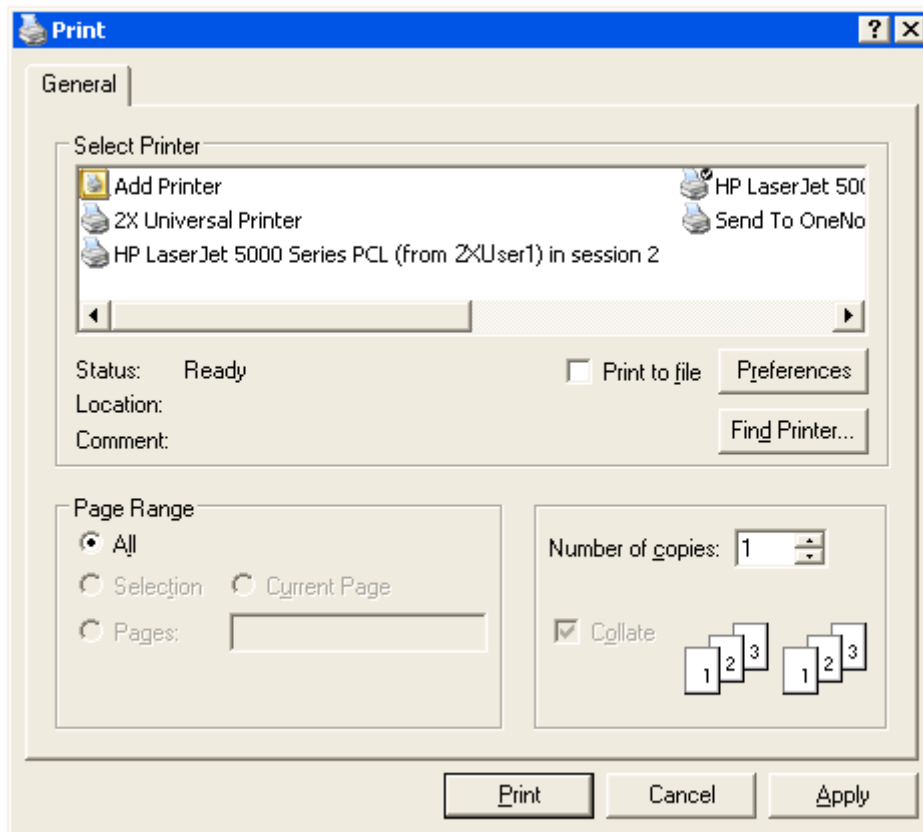 Print
General
Select Printer
Add Printer
2X Universal Printer
HP LaserJet 5000 Series PCL (from 2XUser1) in session 2
HP LaserJet 500
Send To OneNo
Status: Ready
Location:
Comment:
Print to file
Preferences
Find Printer...
Page Range
All
Selection
Current Page
Pages:
Number of copies: 1
Collate
1 2 3 1 2 3
Print
Cancel
Apply